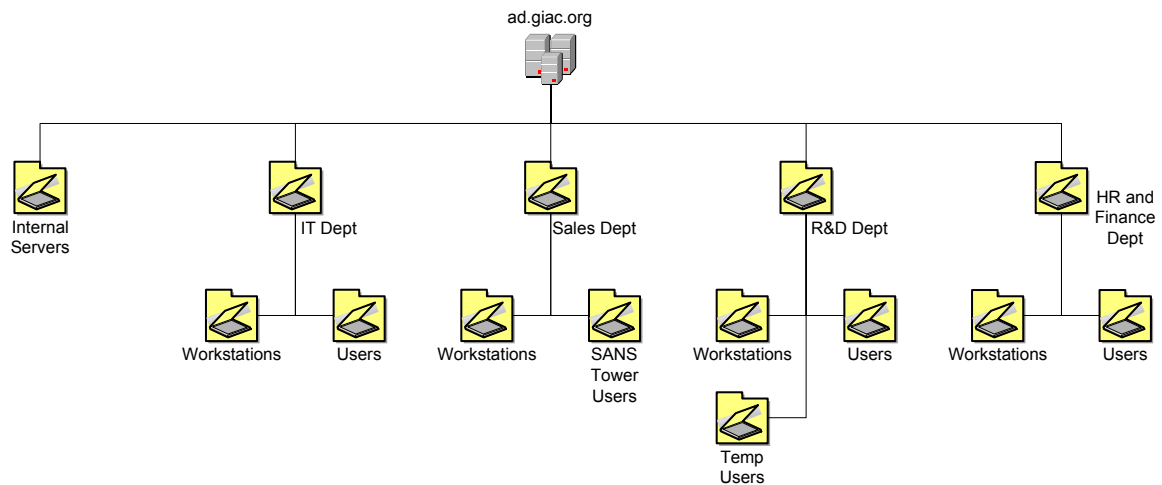 ad.giac.org
Internal
Servers
IT Dept
Sales Dept
R&D Dept
HR and
Finance
Dept
Workstations
Users
Workstations
SANS
Tower
Users
Workstations
Users
Workstations
Users
Temp
Users